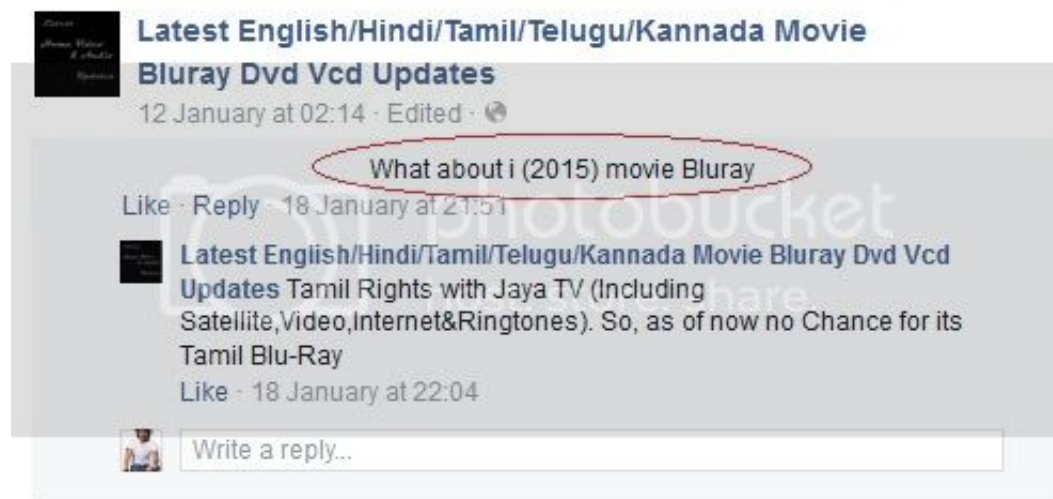 Latest English/Hindi/Tamil/Telugu/Kannada Movie
Bluray Dvd Vcd Updates
12 January at 02:14 · Edited ·
What about i (2015) movie Bluray
Like · Reply · 18 January at 21:51
photobucket
Latest English/Hindi/Tamil/Telugu/Kannada Movie Bluray Dvd Vcd
Updates Tamil Rights with Jaya TV (Including
Satellite,Video,Internet&Ringtones). So, as of now no Chance for its
Tamil Blu-Ray
Like · 18 January at 22:04
Write a reply...